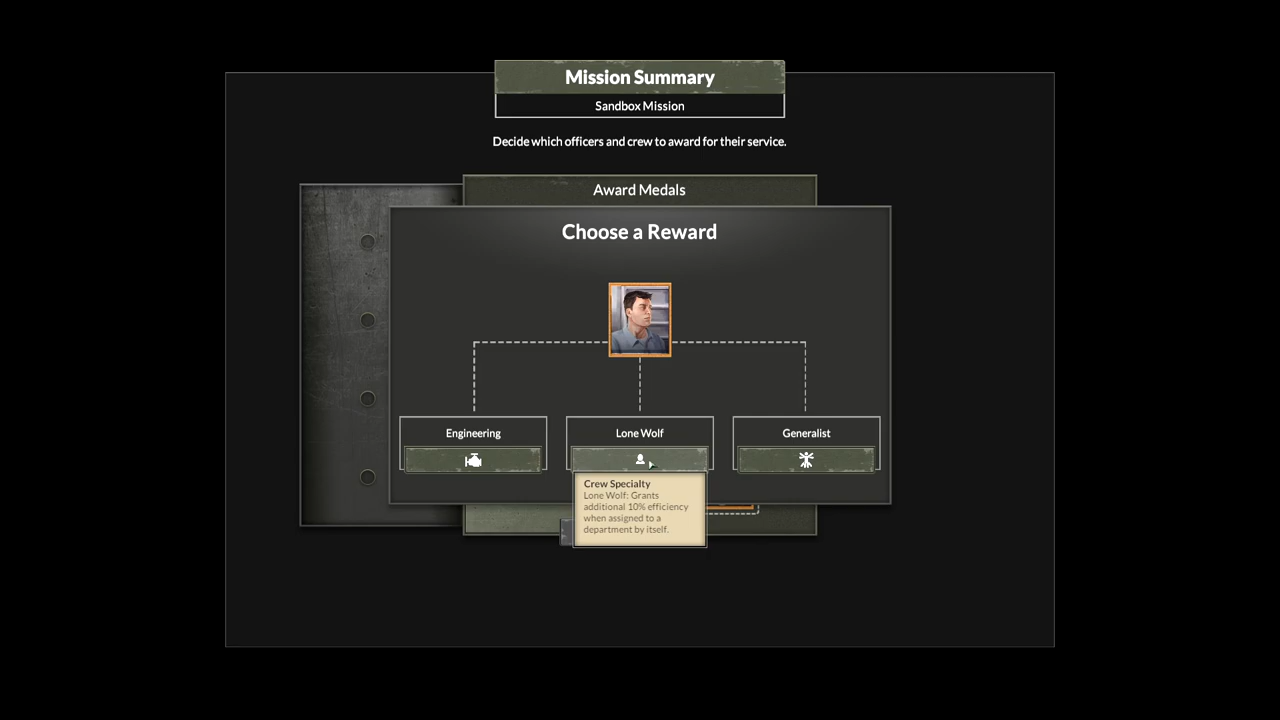 Mission Summary
Sandbox Mission
Decide which officers and crew to award for their service.
Award Medals
Choose a Reward
Engineering
Lone Wolf
Generalist
Crew Specialty
Lone Wolf: Grants
additional 10% efficiency
when assigned to a
department by itself.